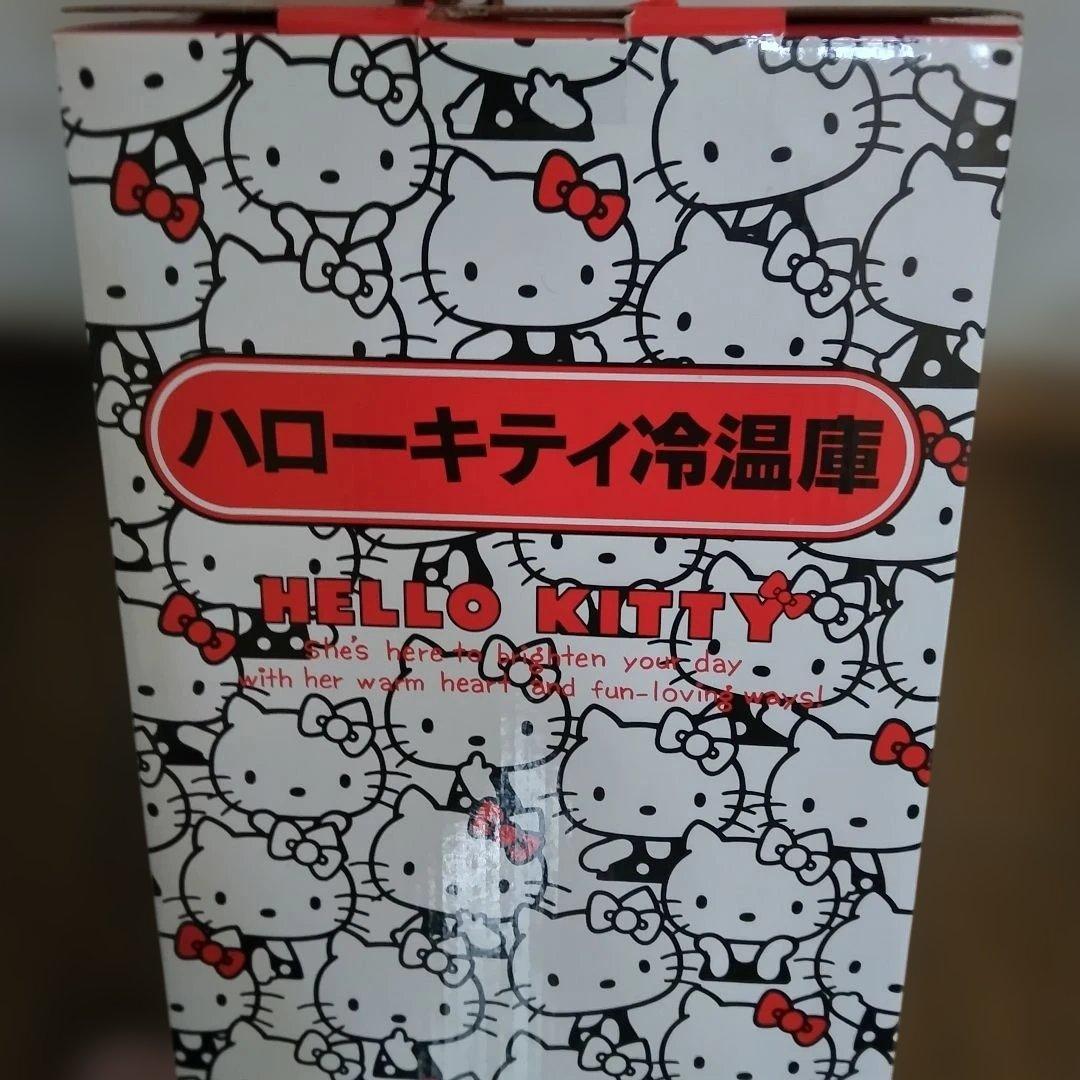 ハローキティ冷温庫
HELLO KITTY
She's here to brighten your day
with her warm heart and fun-loving ways!